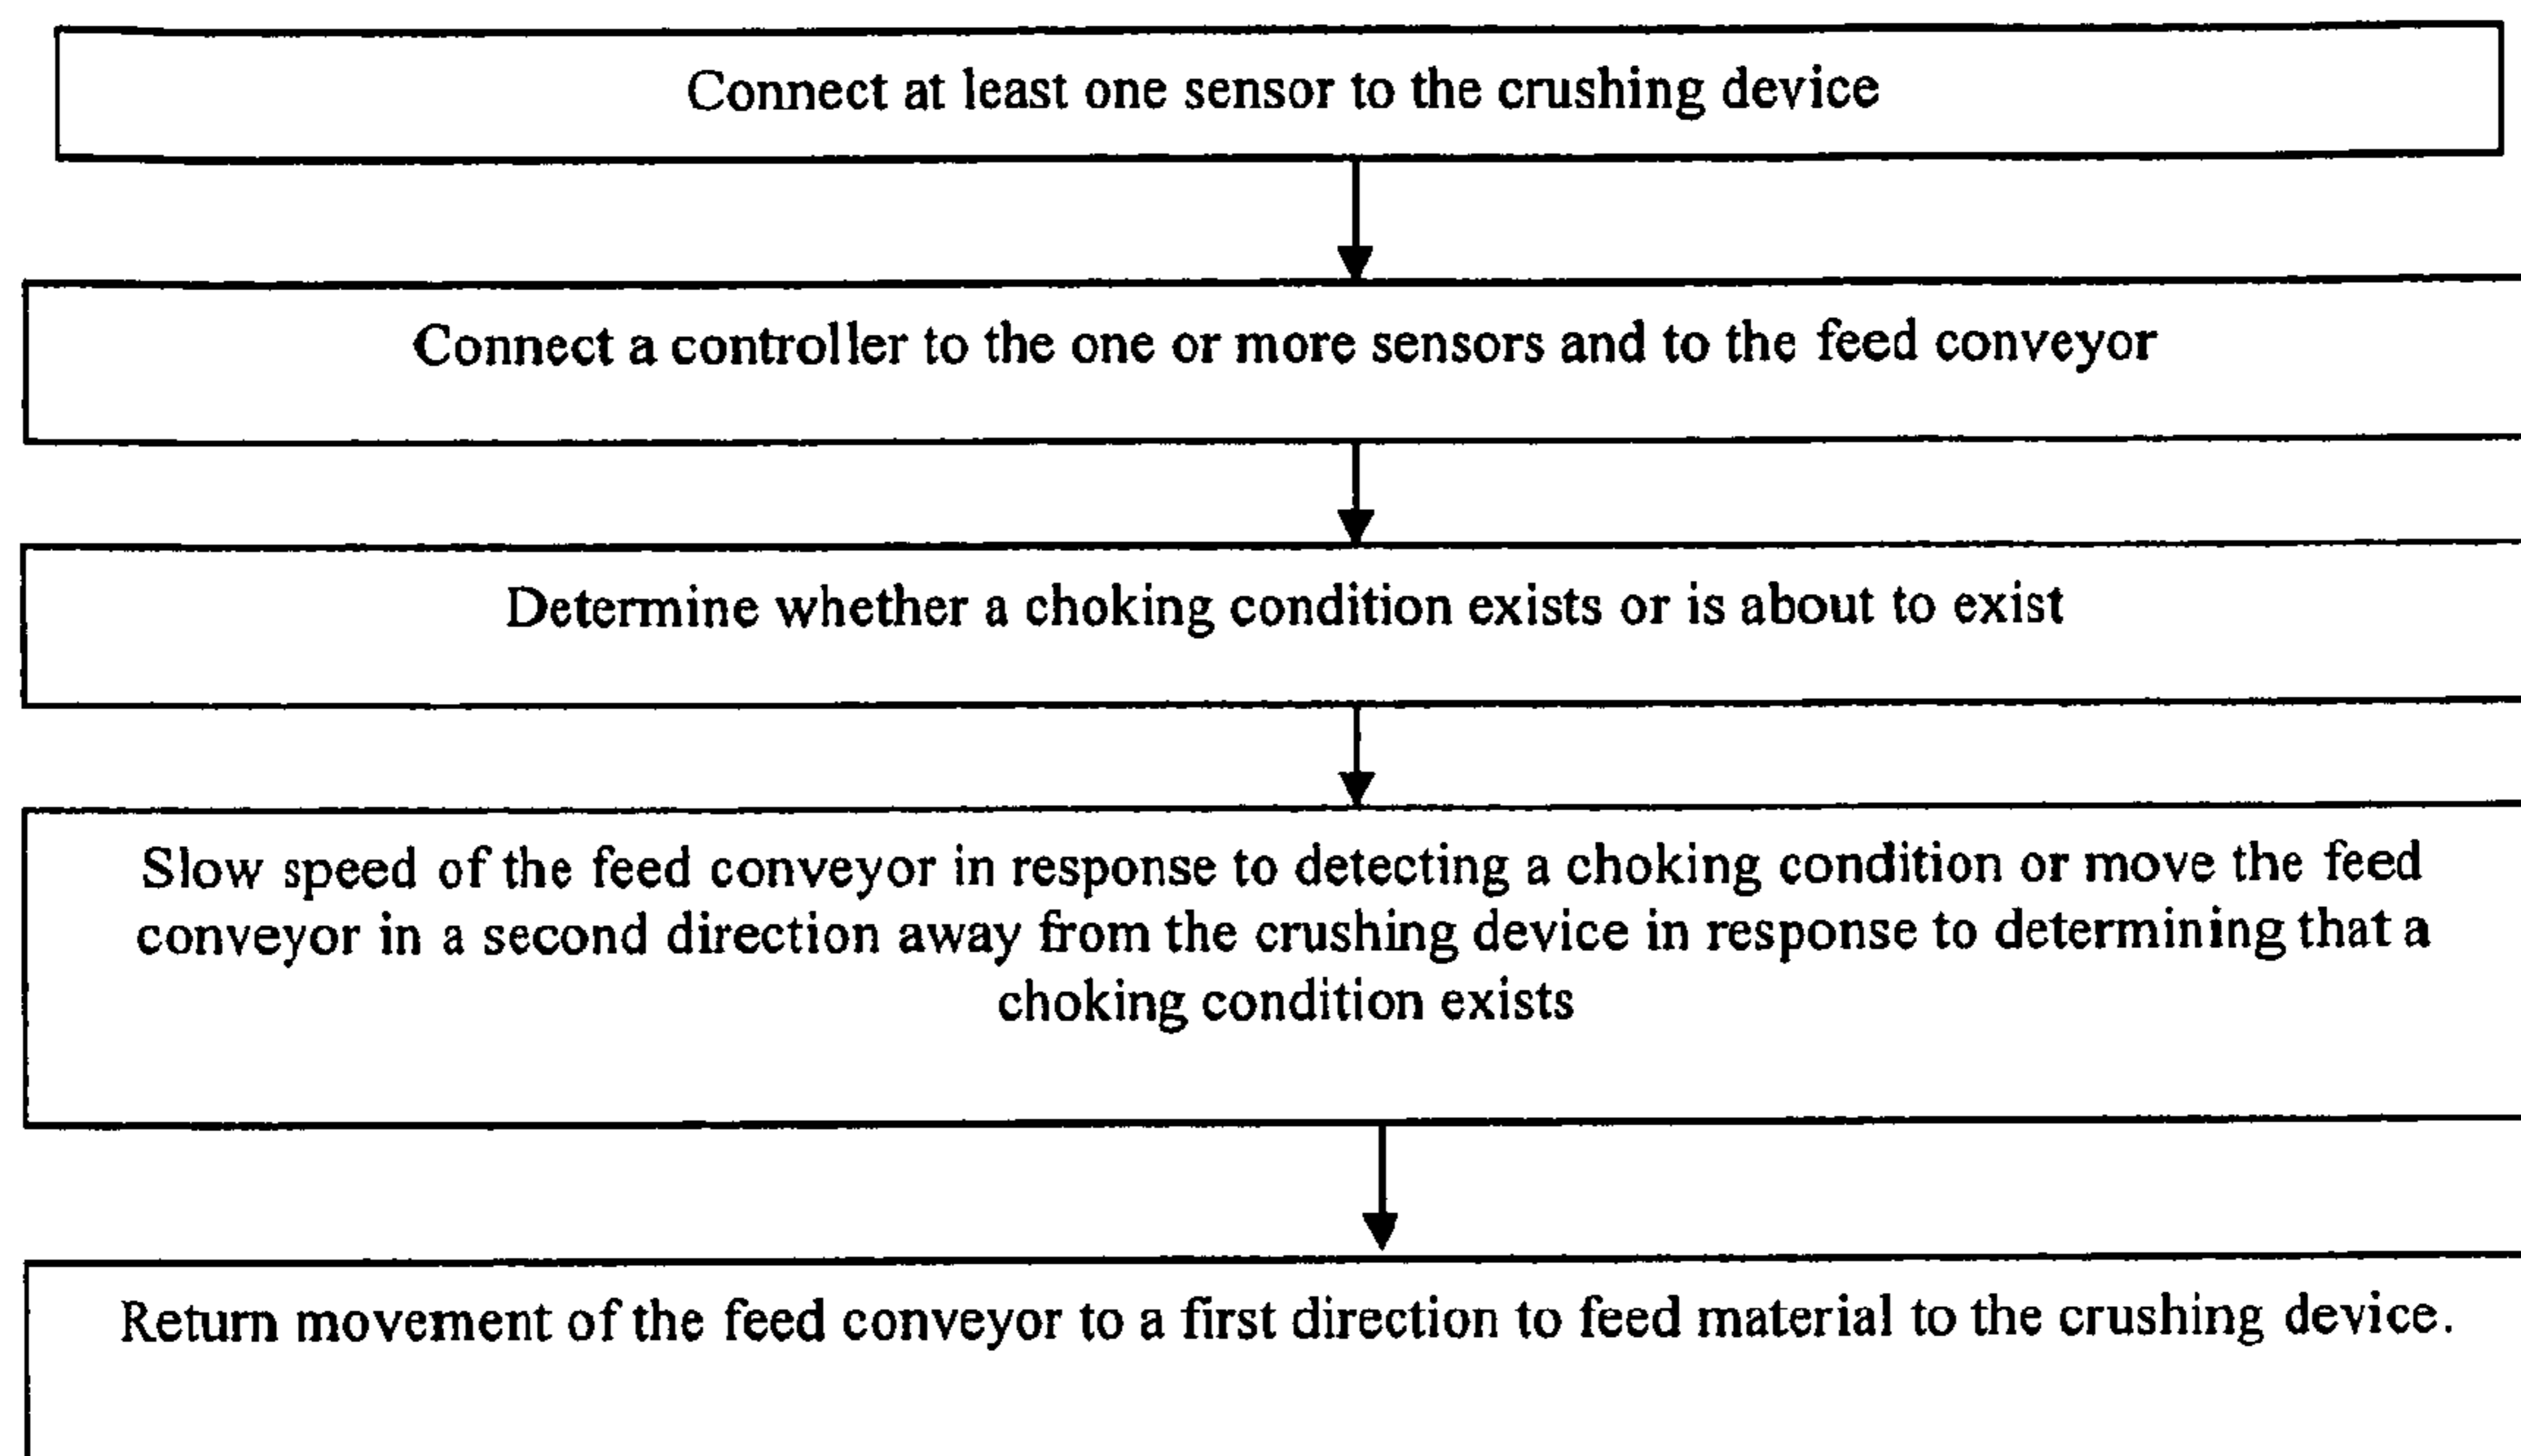 Connect at least one sensor to the crushing device
Connect a controller to the one or more sensors and to the feed conveyor
Determine whether a choking condition exists or is about to exist
Slow speed of the feed conveyor in response to detecting a choking condition or move the feed
conveyor in a second direction away from the crushing device in response to determining that a
choking condition exists
Return movement of the feed conveyor to a first direction to feed material to the crushing device.